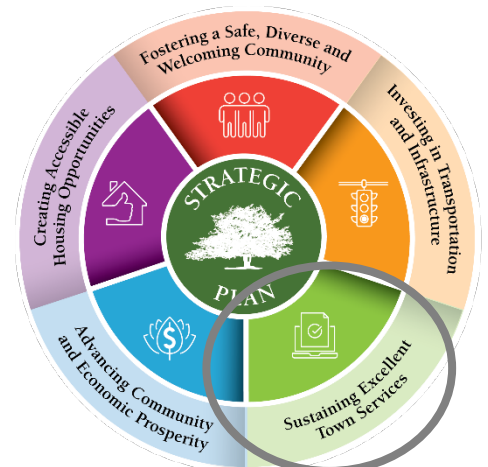 Fostering a Safe, Diverse and
Welcoming Community
Investing in Transportation
and Infrastructure
Sustaining Excellent
Town Services
Advancing Community
and Economic Prosperity
Creating Accessible
Housing Opportunities
STRATEGIC
PLAN
$